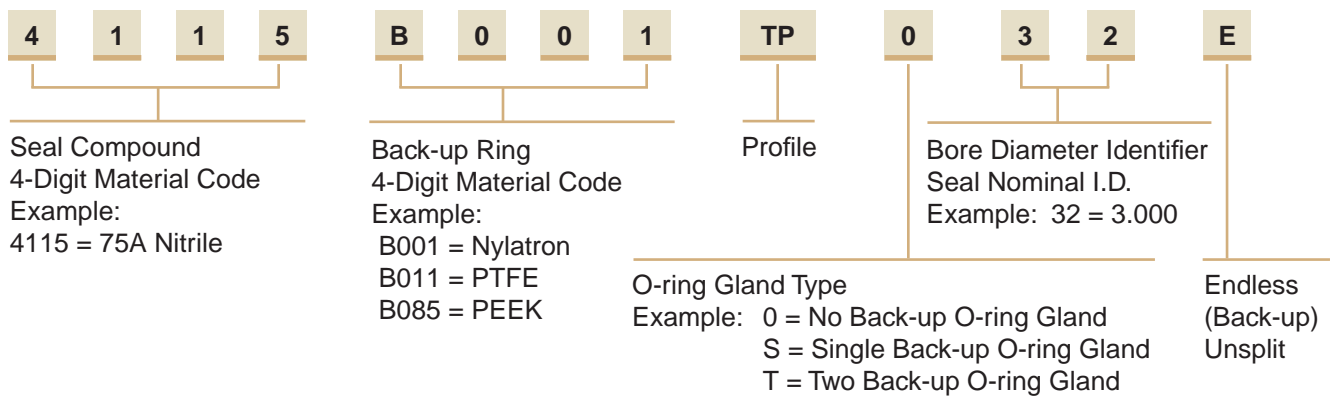 4 1 1 5 B 0 0 1 TP 0 3 2 E
Seal Compound
4-Digit Material Code
Example:
4115 = 75A Nitrile
Back-up Ring
4-Digit Material Code
Example:
B001 = Nylatron
B011 = PTFE
B085 = PEEK
Profile
O-ring Gland Type
Example: 0 = No Back-up O-ring Gland
S = Single Back-up O-ring Gland
T = Two Back-up O-ring Gland
Bore Diameter Identifier
Seal Nominal I.D.
Example: 32 = 3.000
Endless
(Back-up)
Unsplit